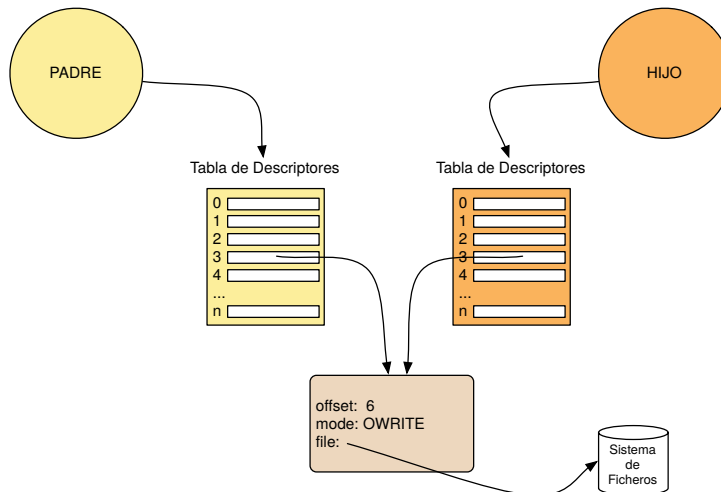 PADRE
HIJO
Tabla de Descriptores
Tabla de Descriptores
0
1
2
3
4
...
n
0
1
2
3
4
...
n
offset: 6
mode: OWRITE
file:
Sistema
de
Ficheros